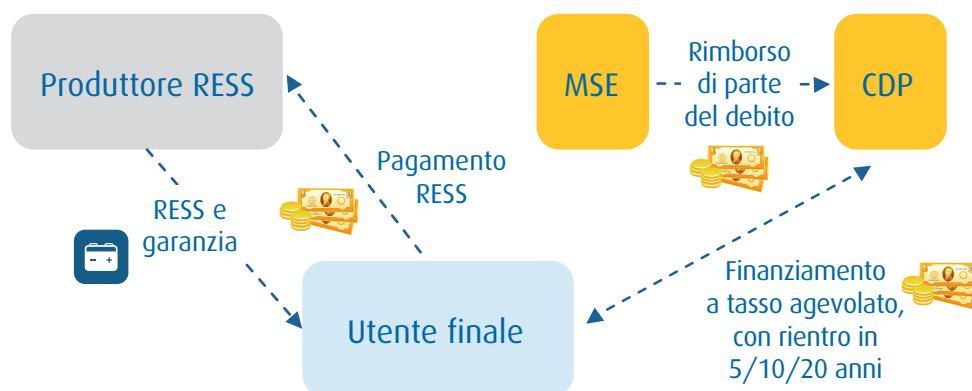 Produttore RESS
MSE
Rimborso
di parte
del debito
CDP
Pagamento
RESS
RESS e
garanzia
- +
Utente finale
Finanziamento
a tasso agevolato,
con rientro in
5/10/20 anni